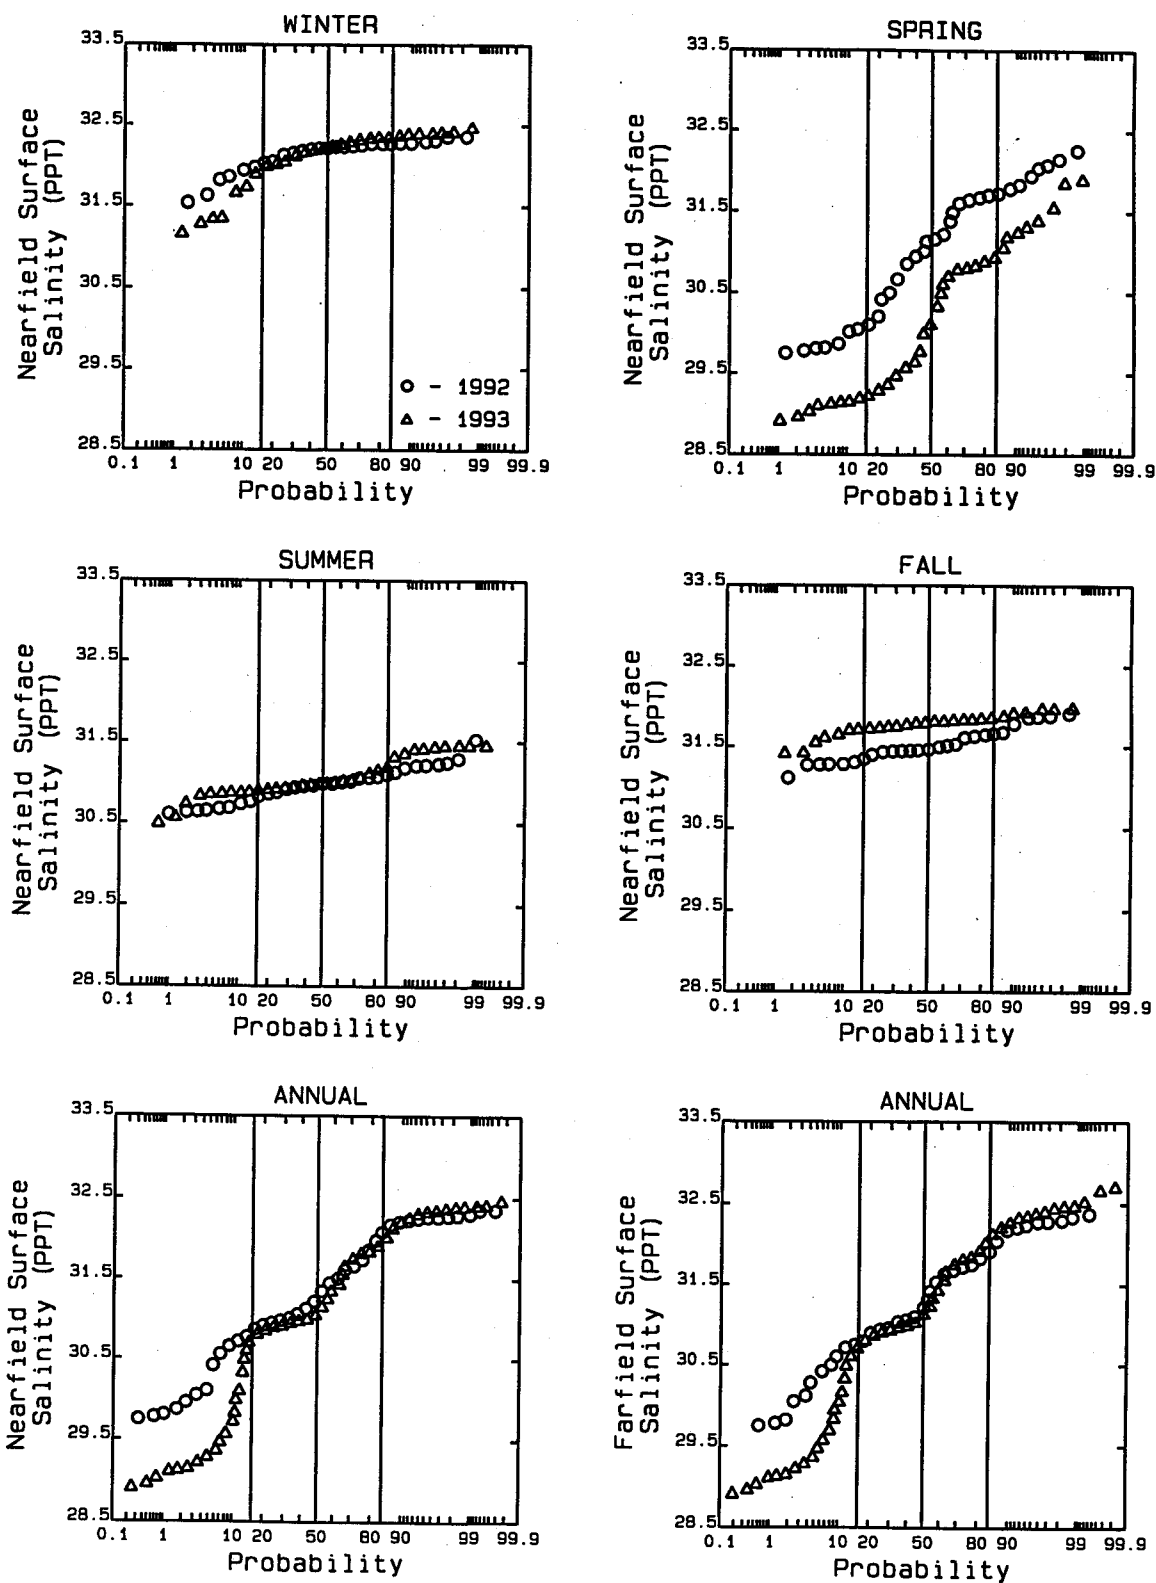 WINTER
33.5
32.5
31.5
30.5
29.5
28.5
Nearfield Surface
Salinity (PPT)
○ - 1992
△ - 1993
0.1 1 10 20 50 80 90 99 99.9
Probability
SPRING
33.5
32.5
31.5
30.5
29.5
28.5
Nearfield Surface
Salinity (PPT)
0.1 1 10 20 50 80 90 99 99.9
Probability
SUMMER
33.5
32.5
31.5
30.5
29.5
28.5
Nearfield Surface
Salinity (PPT)
0.1 1 10 20 50 80 90 99 99.9
Probability
FALL
33.5
32.5
31.5
30.5
29.5
28.5
Nearfield Surface
Salinity (PPT)
0.1 1 10 20 50 80 90 99 99.9
Probability
ANNUAL
33.5
32.5
31.5
30.5
29.5
28.5
Nearfield Surface
Salinity (PPT)
0.1 1 10 20 50 80 90 99 99.9
Probability
ANNUAL
33.5
32.5
31.5
30.5
29.5
28.5
Farfield Surface
Salinity (PPT)
0.1 1 10 20 50 80 90 99 99.9
Probability